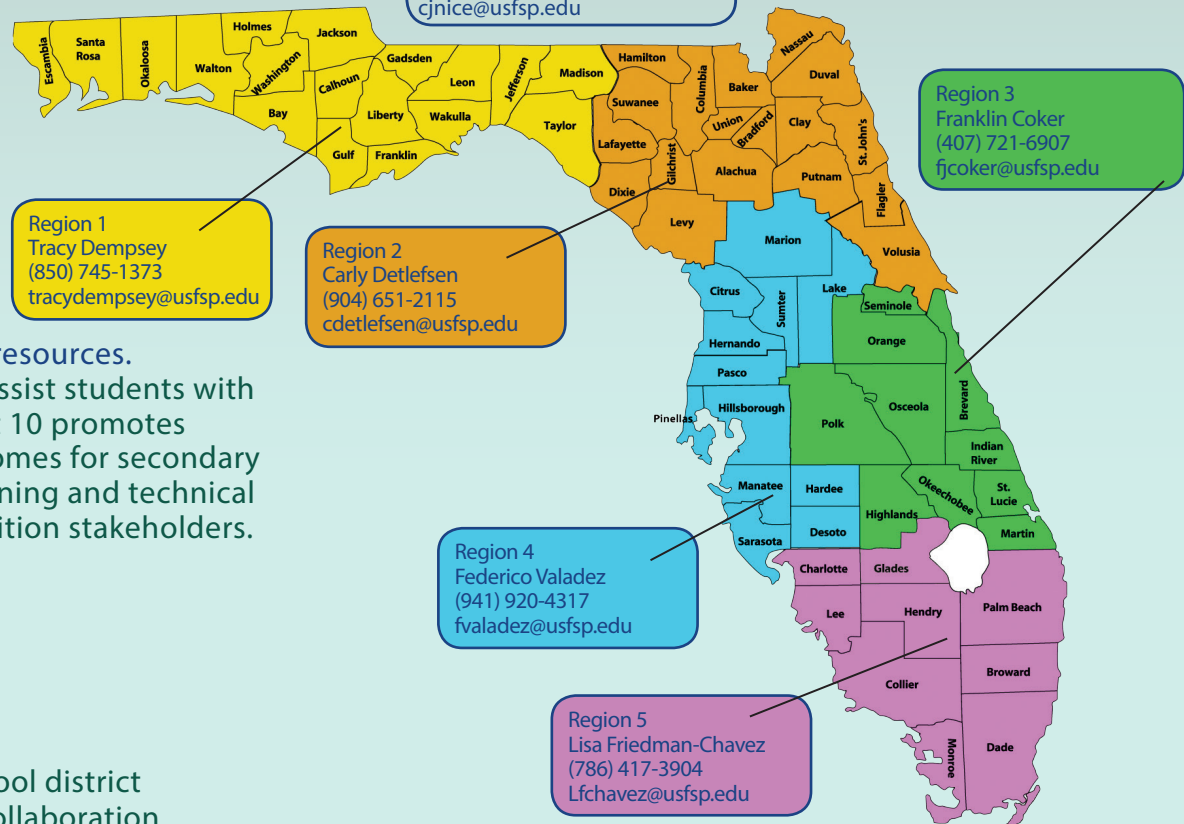 cjnice@usfsp.edu
Escambia
Santa
Rosa
Okaloosa
Walton
Holmes
Washington
Jackson
Bay
Calhoun
Gulf
Liberty
Franklin
Gadsden
Leon
Wakulla
Jefferson
Madison
Taylor
Hamilton
Suwanee
Lafayette
Dixie
Gilchrist
Columbia
Baker
Union
Bradford
Alachua
Levy
Nassau
Duval
Clay
St. John's
Putnam
Flagler
Volusia
Region 3
Franklin Coker
(407) 721-6907
fjcoker@usfsp.edu
Region 1
Tracy Dempsey
(850) 745-1373
tracydempsey@usfsp.edu
Region 2
Carly Detlefsen
(904) 651-2115
cdetlefsen@usfsp.edu
Marion
Citrus
Sumter
Lake
Hernando
Pasco
Pinellas
Hillsborough
Manatee
Hardee
Sarasota
Desoto
Seminole
Orange
Osceola
Brevard
Polk
Indian
River
Okeechobee
St.
Lucie
Highlands
Martin
resources.
ssist students with
t 10 promotes
omes for secondary
ning and technical
ition stakeholders.
Region 4
Federico Valadez
(941) 920-4317
fvaladez@usfsp.edu
Charlotte
Glades
Lee
Hendry
Palm Beach
Collier
Broward
Monroe
Dade
Region 5
Lisa Friedman-Chavez
(786) 417-3904
Lfchavez@usfsp.edu
ool district
ollaboration